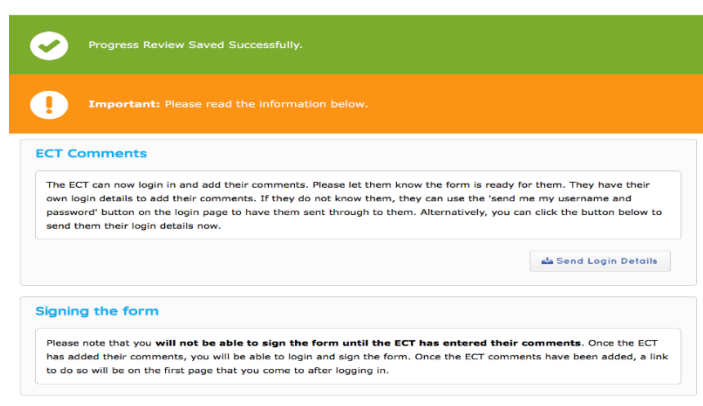 Progress Review Saved Successfully.
Important: Please read the information below.
ECT Comments
The ECT can now login in and add their comments. Please let them know the form is ready for them. They have their
own login details to add their comments. If they do not know them, they can use the 'send me my username and
password' button on the login page to have them sent through to them. Alternatively, you can click the button below to
send them their login details now.
Send Login Details
Signing the form
Please note that you will not be able to sign the form until the ECT has entered their comments. Once the ECT
has added their comments, you will be able to login and sign the form. Once the ECT comments have been added, a link
to do so will be on the first page that you come to after logging in.